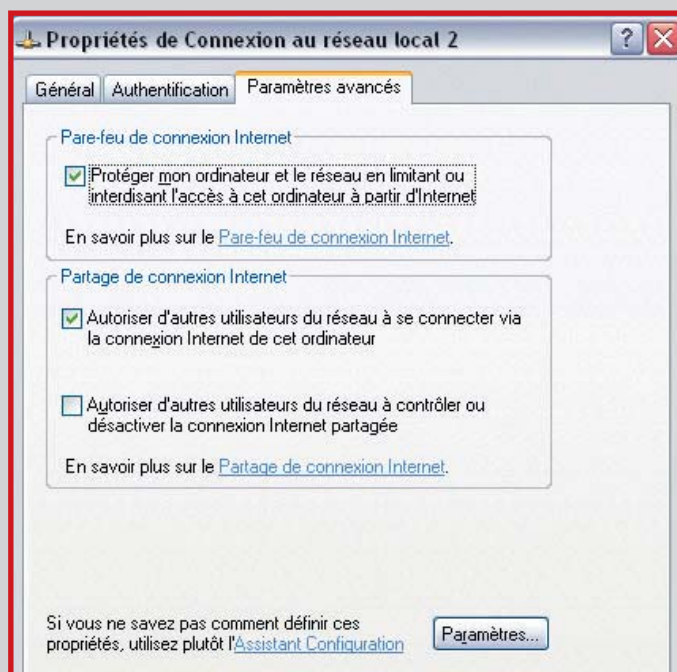 Propriétés de Connexion au réseau local 2
Général Authentification Paramètres avancés
Pare-feu de connexion Internet
Protéger mon ordinateur et le réseau en limitant ou
interdisant l'accès à cet ordinateur à partir d'Internet
En savoir plus sur le Pare-feu de connexion Internet.
Partage de connexion Internet
Autoriser d'autres utilisateurs du réseau à se connecter via
la connexion Internet de cet ordinateur
Autoriser d'autres utilisateurs du réseau à contrôler ou
désactiver la connexion Internet partagée
En savoir plus sur le Partage de connexion Internet.
Si vous ne savez pas comment définir ces
propriétés, utilisez plutôt l'Assistant Configuration
Paramètres...